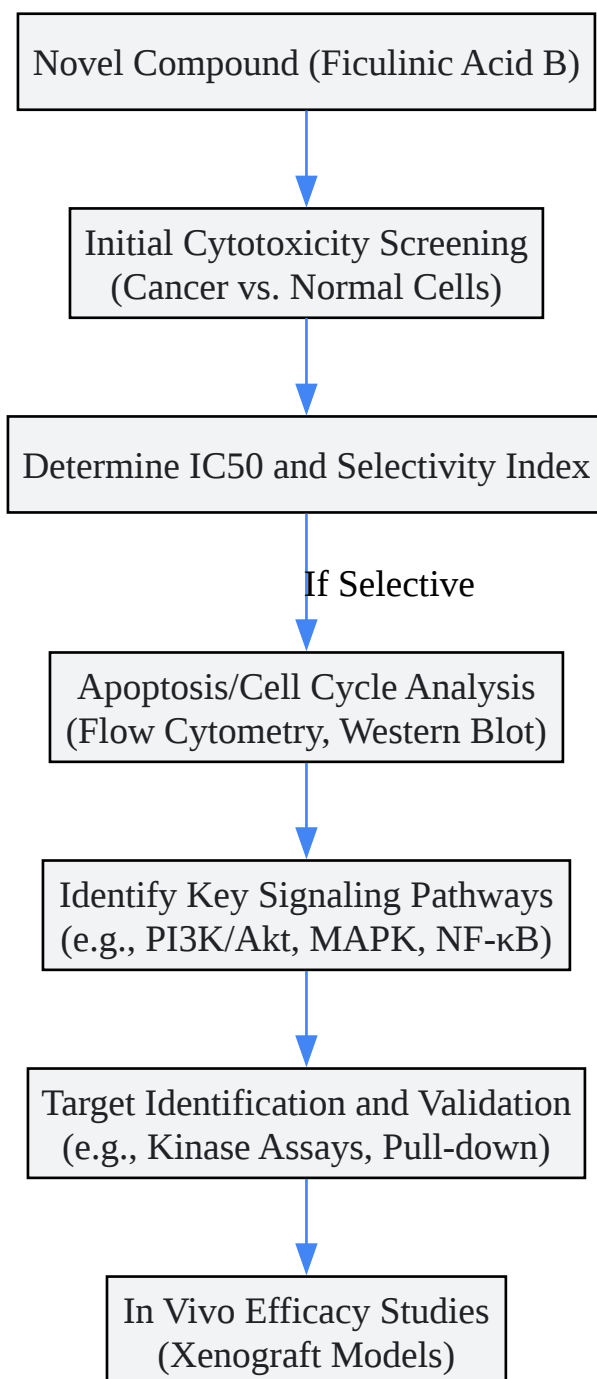 Novel Compound (Ficulinic Acid B)
Initial Cytotoxicity Screening
(Cancer vs. Normal Cells)
Determine IC50 and Selectivity Index
If Selective
Apoptosis/Cell Cycle Analysis
(Flow Cytometry, Western Blot)
Identify Key Signaling Pathways
(e.g., PI3K/Akt, MAPK, NF-κB)
Target Identification and Validation
(e.g., Kinase Assays, Pull-down)
In Vivo Efficacy Studies
(Xenograft Models)